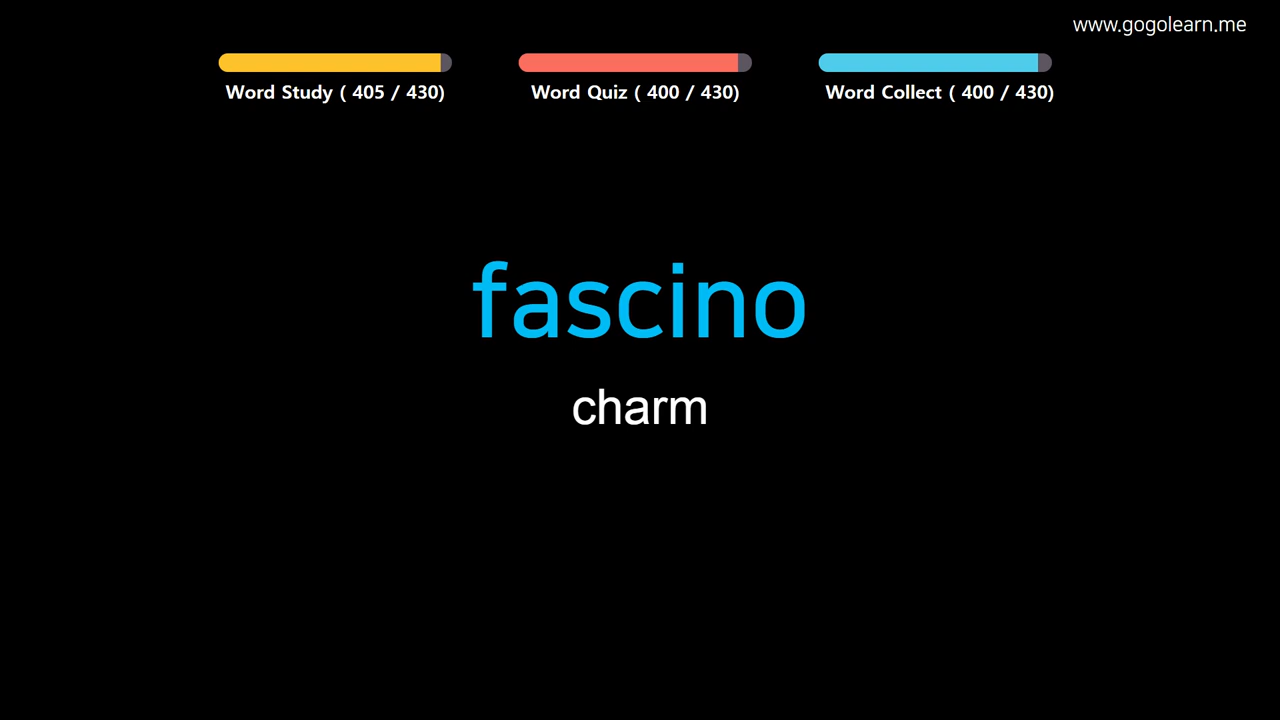 www.gogolearn.me
Word Study ( 405 / 430)
Word Quiz ( 400 / 430)
Word Collect ( 400 / 430)
fascino
charm